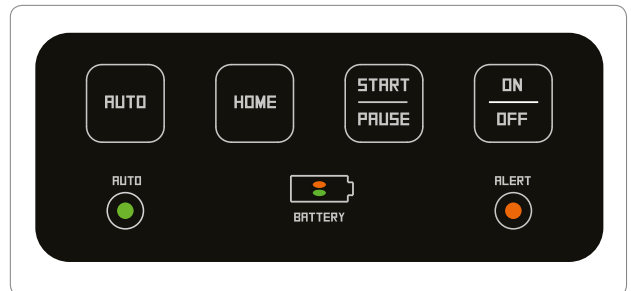 AUTO
HOME
START
PAUSE
ON
OFF
AUTO
BATTERY
ALERT